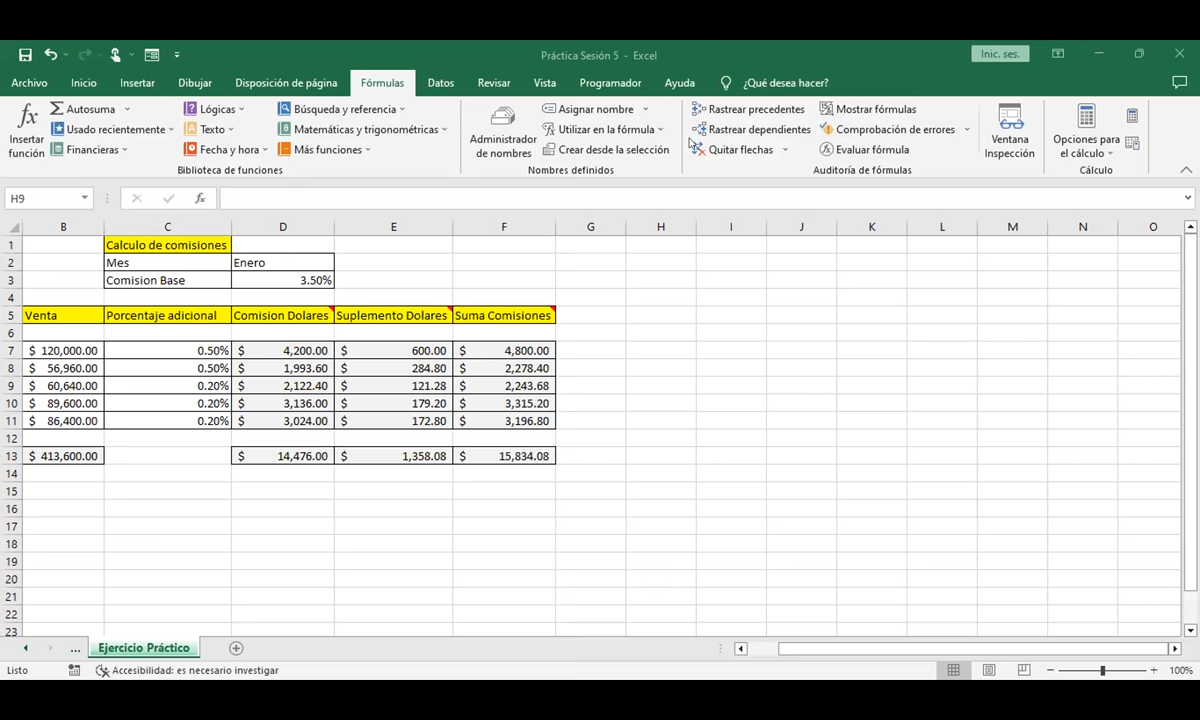 Práctica Sesión 5 - Excel
Inic. ses.
Archivo Inicio Insertar Dibujar Disposición de página Fórmulas Datos Revisar Vista Programador Ayuda ¿Qué desea hacer?
fx Insertar función
Autosuma
Usado recientemente
Financieras
Lógicas
Texto
Fecha y hora
Búsqueda y referencia
Matemáticas y trigonométricas
Más funciones
Biblioteca de funciones
Administrador de nombres
Asignar nombre
Utilizar en la fórmula
Crear desde la selección
Nombres definidos
Rastrear precedentes
Rastrear dependientes
Quitar flechas
Mostrar fórmulas
Comprobación de errores
Evaluar fórmula
Auditoría de fórmulas
Ventana Inspección
Opciones para el cálculo
Cálculo
H9 fx
B C D E F G H I J K L M N O
1 Calculo de comisiones
2 Mes Enero
3 Comision Base 3.50%
4
5 Venta Porcentaje adicional Comision Dolares Suplemento Dolares Suma Comisiones
6
7 $ 120,000.00 0.50% $ 4,200.00 $ 600.00 $ 4,800.00
8 $ 56,960.00 0.50% $ 1,993.60 $ 284.80 $ 2,278.40
9 $ 60,640.00 0.20% $ 2,122.40 $ 121.28 $ 2,243.68
10 $ 89,600.00 0.20% $ 3,136.00 $ 179.20 $ 3,315.20
11 $ 86,400.00 0.20% $ 3,024.00 $ 172.80 $ 3,196.80
12
13 $ 413,600.00 $ 14,476.00 $ 1,358.08 $ 15,834.08
14
15
16
17
18
19
20
21
22
23
... Ejercicio Práctico
Listo Accesibilidad: es necesario investigar 100%